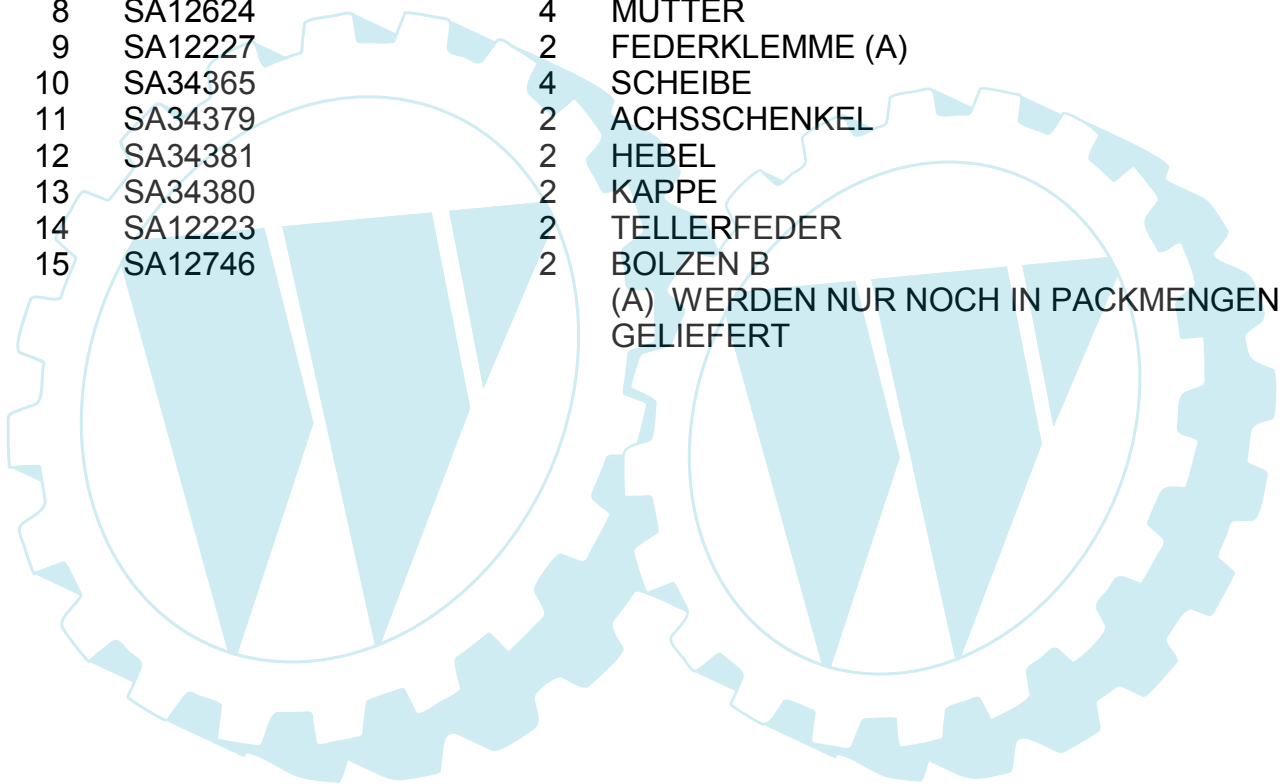 8 SA12624 4 MUTTER
9 SA12227 2 FEDERKLEMME (A)
10 SA34365 4 SCHEIBE
11 SA34379 2 ACHSSCHENKEL
12 SA34381 2 HEBEL
13 SA34380 2 KAPPE
14 SA12223 2 TELLERFEDER
15 SA12746 2 BOLZEN B
(A) WERDEN NUR NOCH IN PACKMENGEN
GELIEFERT